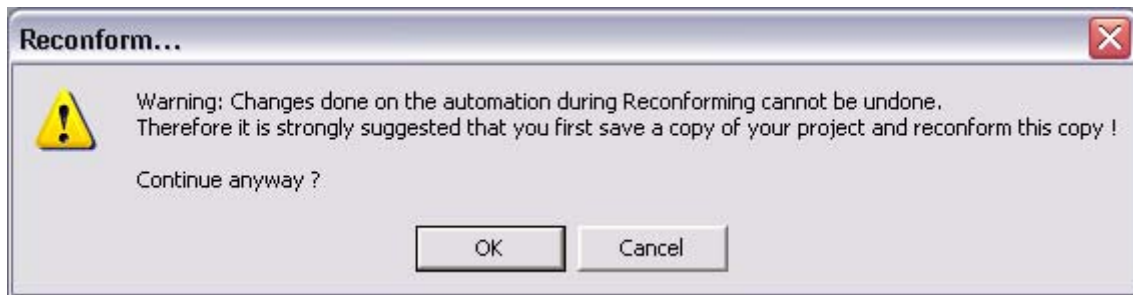 Reconform...
Warning: Changes done on the automation during Reconforming cannot be undone.
Therefore it is strongly suggested that you first save a copy of your project and reconform this copy !
Continue anyway ?
OK
Cancel